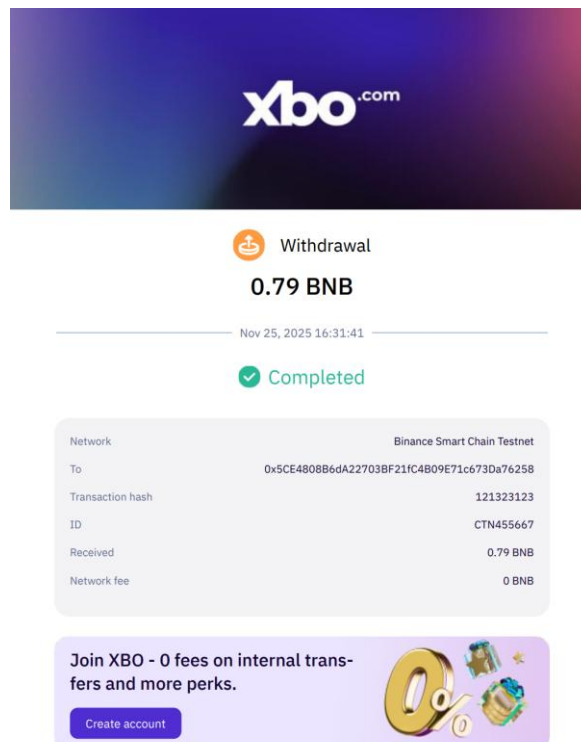 xbo.com
Withdrawal
0.79 BNB
Nov 25, 2025 16:31:41
Completed
Network Binance Smart Chain Testnet
To 0x5CE4808B6dA22703BF21fC4B09E71c673Da76258
Transaction hash 121323123
ID CTN455667
Received 0.79 BNB
Network fee 0 BNB
Join XBO - 0 fees on internal trans-
fers and more perks.
0%
Create account